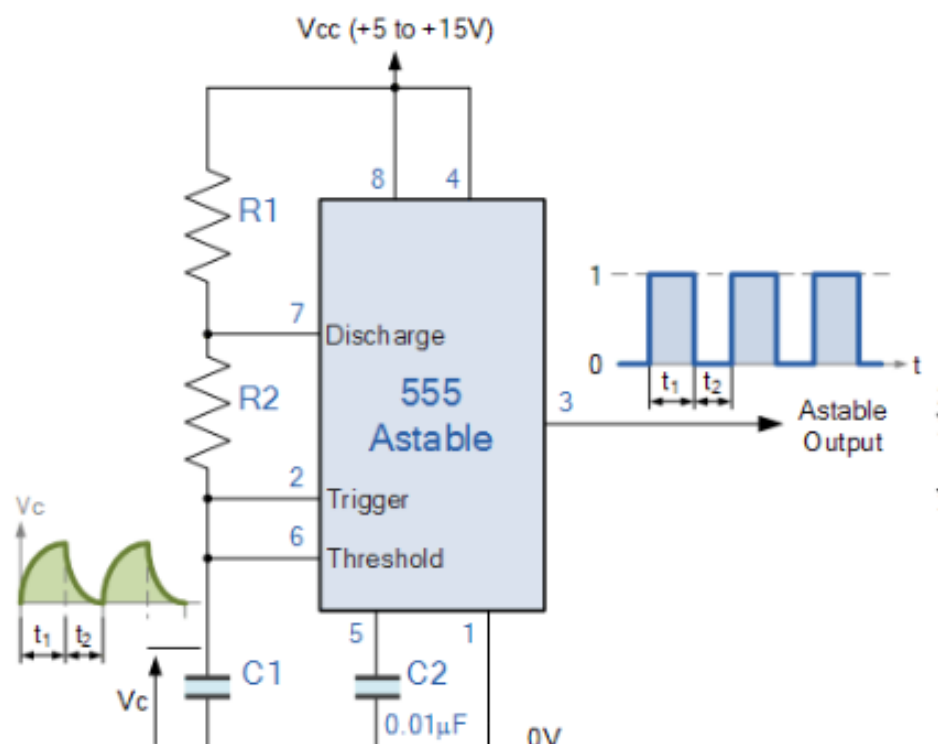 Vcc (+5 to +15V)
8
4
R1
7
Discharge
R2
555
Astable
3
1
0
t
t₁
t₂
Astable
Output
2
Trigger
6
Threshold
Vc
t₁
t₂
5
1
C1
C2
Vc
0.01µF
0V